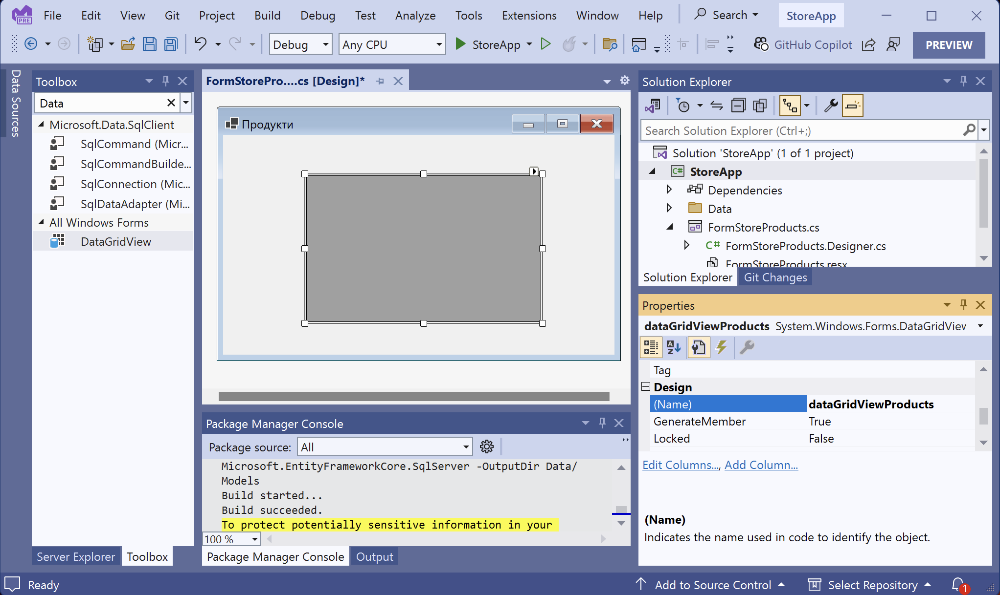 PRE
File Edit View Git Project Build Debug Test Analyze Tools Extensions Window Help Search StoreApp
Debug Any CPU StoreApp GitHub Copilot PREVIEW
Data Sources
Toolbox
Data
Microsoft.Data.SqlClient
SqlCommand (Micr...
SqlCommandBuilde...
SqlConnection (Mic...
SqlDataAdapter (Mi...
All Windows Forms
DataGridView
Server Explorer Toolbox
FormStorePro....cs [Design]*
Продукти
Package Manager Console
Package source: All
Microsoft.EntityFrameworkCore.SqlServer -OutputDir Data/
Models
Build started...
Build succeeded.
To protect potentially sensitive information in your
100 %
Package Manager Console Output
Solution Explorer
Search Solution Explorer (Ctrl+;)
Solution 'StoreApp' (1 of 1 project)
C# StoreApp
Dependencies
Data
FormStoreProducts.cs
C# FormStoreProducts.Designer.cs
FormStoreProducts.resx
Solution Explorer Git Changes
Properties
dataGridViewProducts System.Windows.Forms.DataGridView
Tag
Design
(Name) dataGridViewProducts
GenerateMember True
Locked False
Edit Columns..., Add Column...
(Name)
Indicates the name used in code to identify the object.
Ready Add to Source Control Select Repository 1